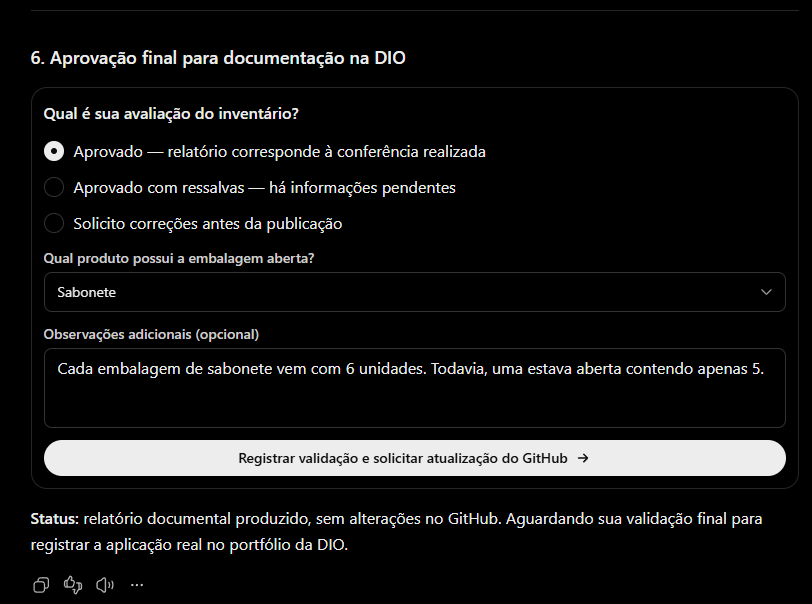 6. Aprovação final para documentação na DIO
Qual é sua avaliação do inventário?
Aprovado — relatório corresponde à conferência realizada
Aprovado com ressalvas — há informações pendentes
Solicito correções antes da publicação
Qual produto possui a embalagem aberta?
Sabonete
Observações adicionais (opcional)
Cada embalagem de sabonete vem com 6 unidades. Todavia, uma estava aberta contendo apenas 5.
Registrar validação e solicitar atualização do GitHub →
Status: relatório documental produzido, sem alterações no GitHub. Aguardando sua validação final para
registrar a aplicação real no portfólio da DIO.